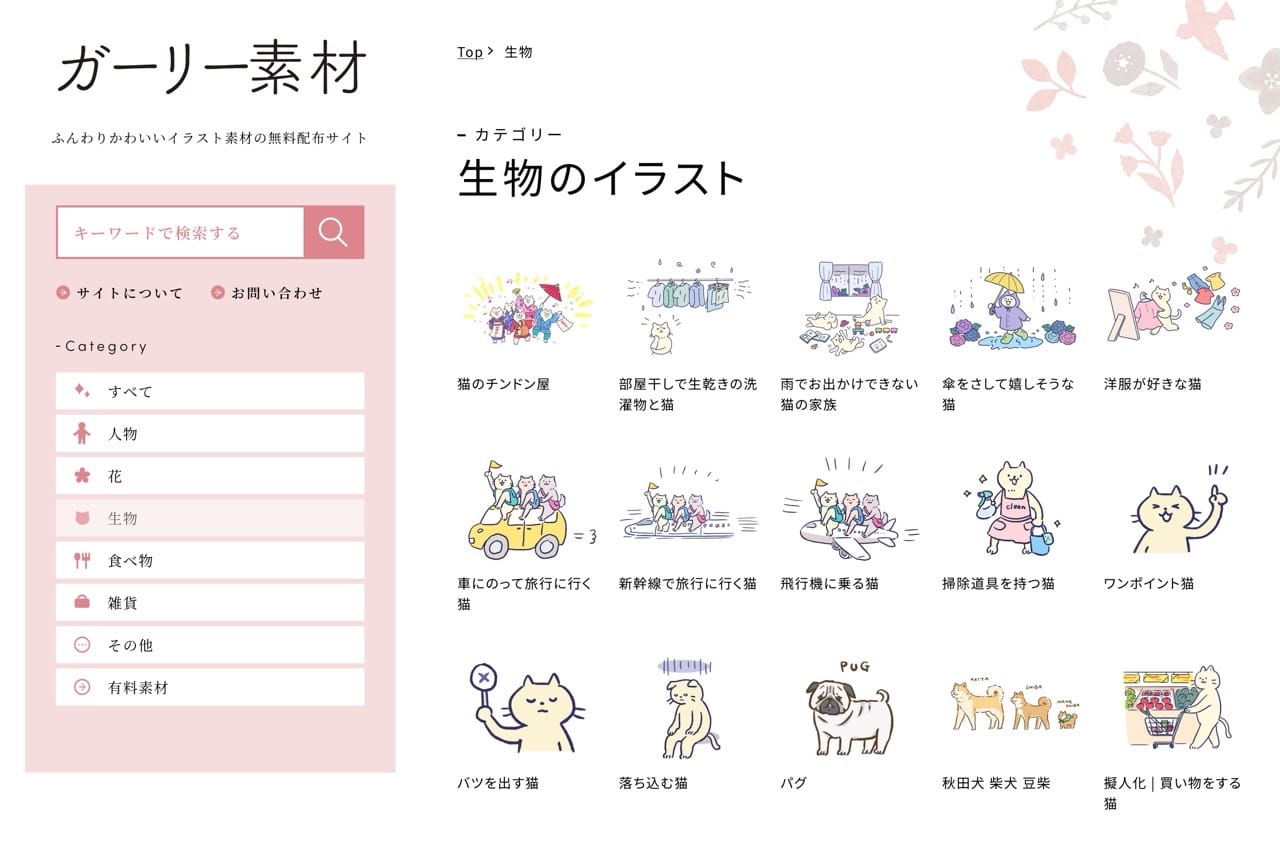 ガーリー素材
ふんわりかわいいイラスト素材の無料配布サイト
キーワードで検索する
サイトについて
お問い合わせ
-Category
すべて
人物
花
生物
食べ物
雑貨
その他
有料素材
Top > 生物
カテゴリー
生物のイラスト
猫のチンドン屋
部屋干しで生乾きの洗
濯物と猫
雨でお出かけできない
猫の家族
傘をさして嬉しそうな
猫
洋服が好きな猫
=3
clean
車にのって旅行に行く
猫
新幹線で旅行に行く猫
飛行機に乗る猫
掃除道具を持つ猫
ワンポイント猫
PUG
AKITA
SHIBA
バツを出す猫
落ち込む猫
パグ
秋田犬 柴犬 豆柴
擬人化 | 買い物をする
猫